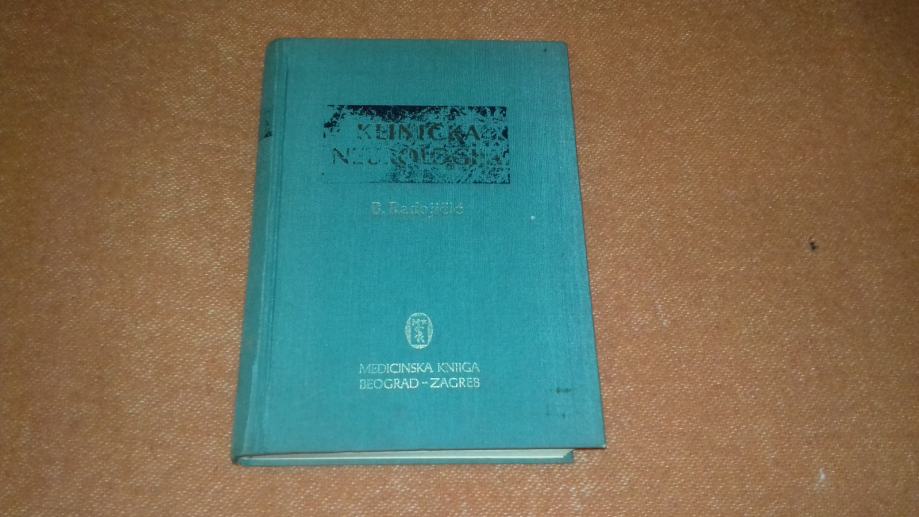 KLINIČKA
NEUROLOGIJA
B. Radojičić
MEDICINSKA KNJIGA
BEOGRAD – ZAGREB